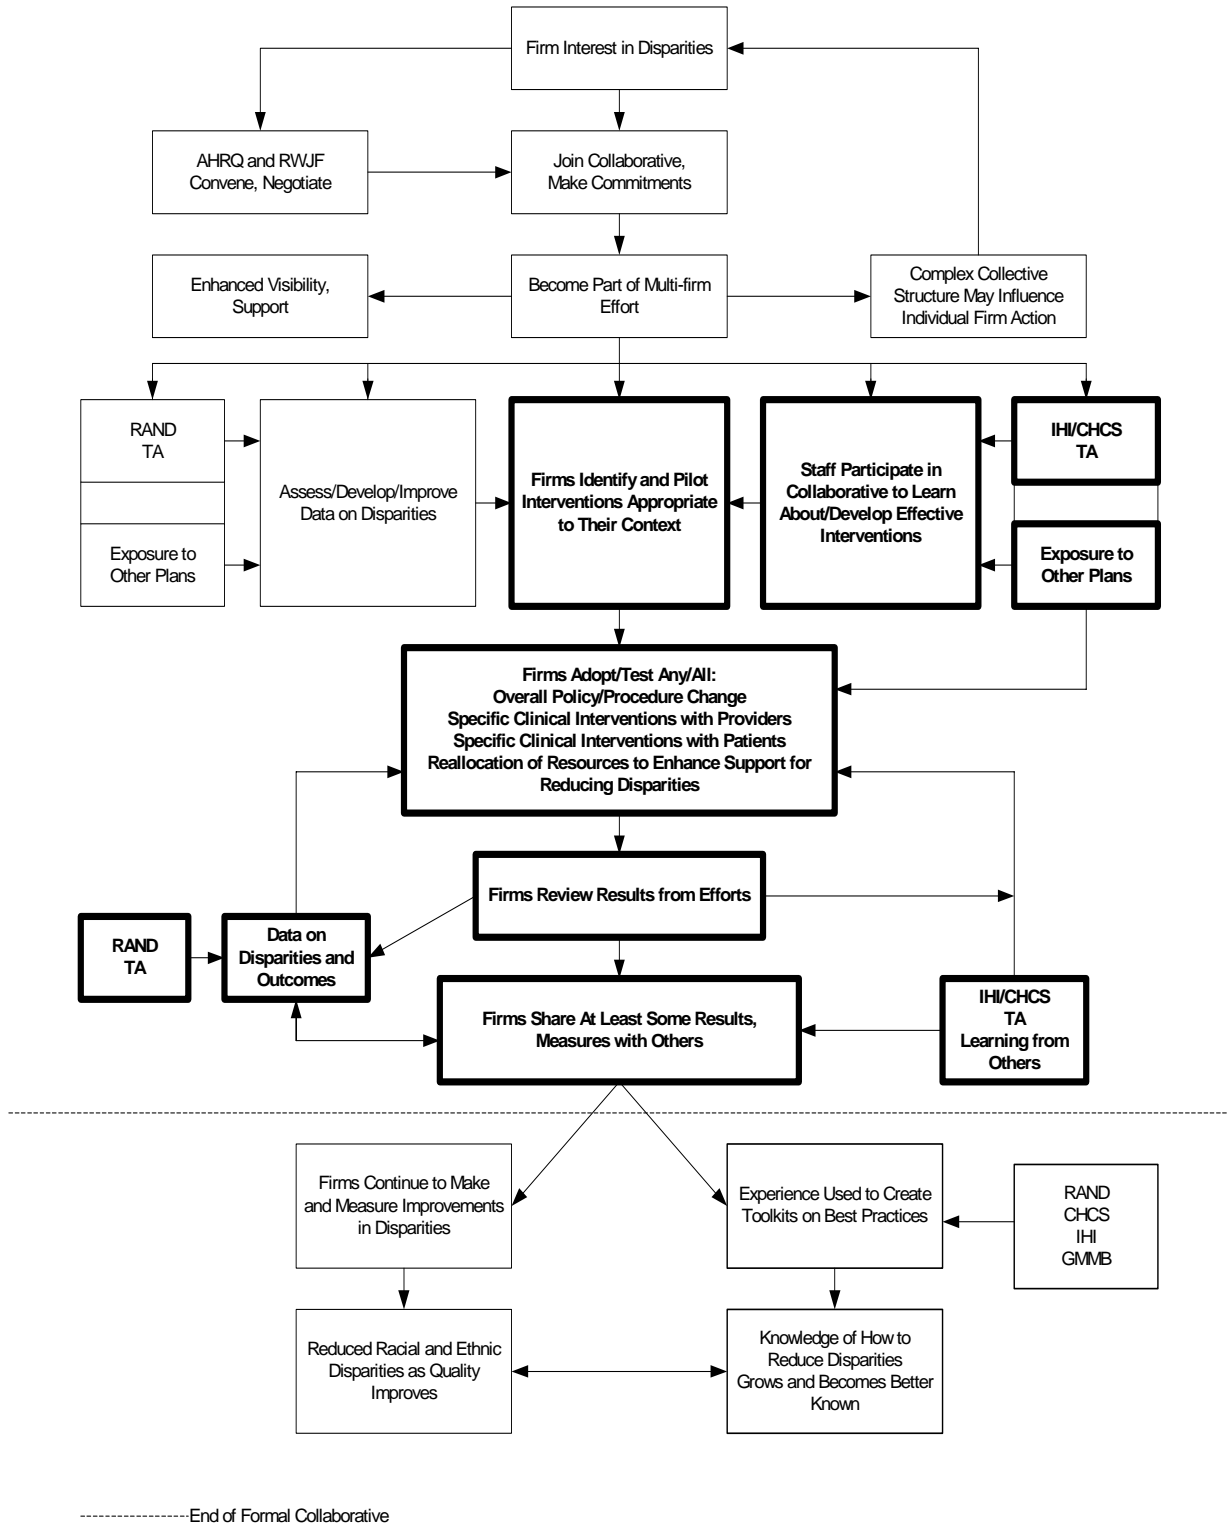 Firm Interest in Disparities
AHRQ and RWJF
Convene, Negotiate
Join Collaborative,
Make Commitments
Enhanced Visibility,
Support
Become Part of Multi-firm
Effort
Complex Collective
Structure May Influence
Individual Firm Action
RAND
TA
Exposure to
Other Plans
Assess/Develop/Improve
Data on Disparities
Firms Identify and Pilot
Interventions Appropriate
to Their Context
Staff Participate in
Collaborative to Learn
About/Develop Effective
Interventions
IHI/CHCS
TA
Exposure to
Other Plans
Firms Adopt/Test Any/All:
Overall Policy/Procedure Change
Specific Clinical Interventions with Providers
Specific Clinical Interventions with Patients
Reallocation of Resources to Enhance Support for
Reducing Disparities
Firms Review Results from Efforts
RAND
TA
Data on
Disparities and
Outcomes
Firms Share At Least Some Results,
Measures with Others
IHI/CHCS
TA
Learning from
Others
Firms Continue to Make
and Measure Improvements
in Disparities
Experience Used to Create
Toolkits on Best Practices
RAND
CHCS
IHI
GMMB
Reduced Racial and Ethnic
Disparities as Quality
Improves
Knowledge of How to
Reduce Disparities
Grows and Becomes Better
Known
End of Formal Collaborative